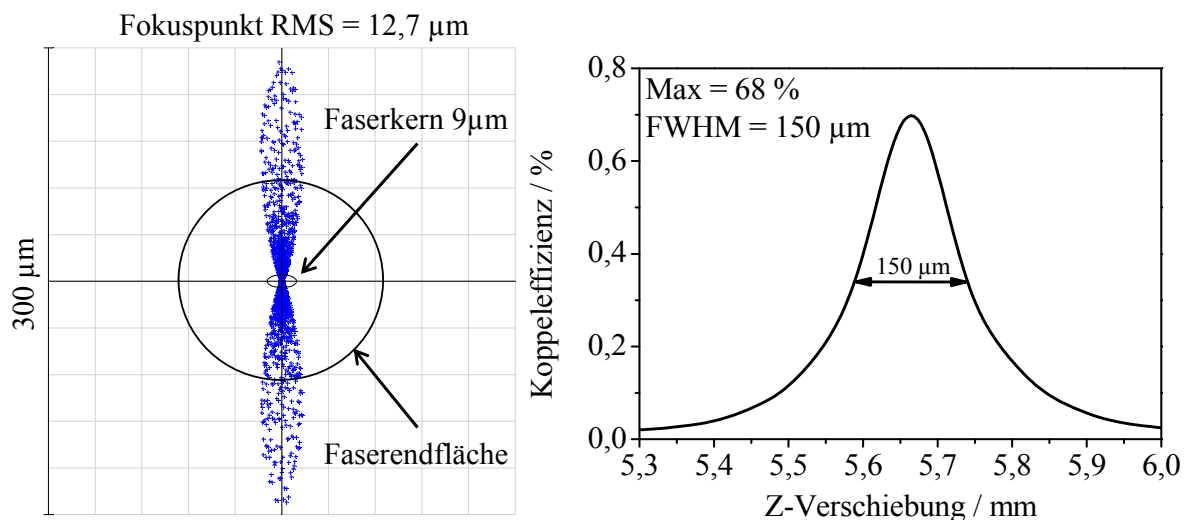 Fokuspunkt RMS = 12,7 µm
300 µm
Faserkern 9µm
Faserendfläche
Koppeleffizienz / %
0,8
0,6
0,4
0,2
0,0
Max = 68 %
FWHM = 150 µm
150 µm
5,3 5,4 5,5 5,6 5,7 5,8 5,9 6,0
Z-Verschiebung / mm